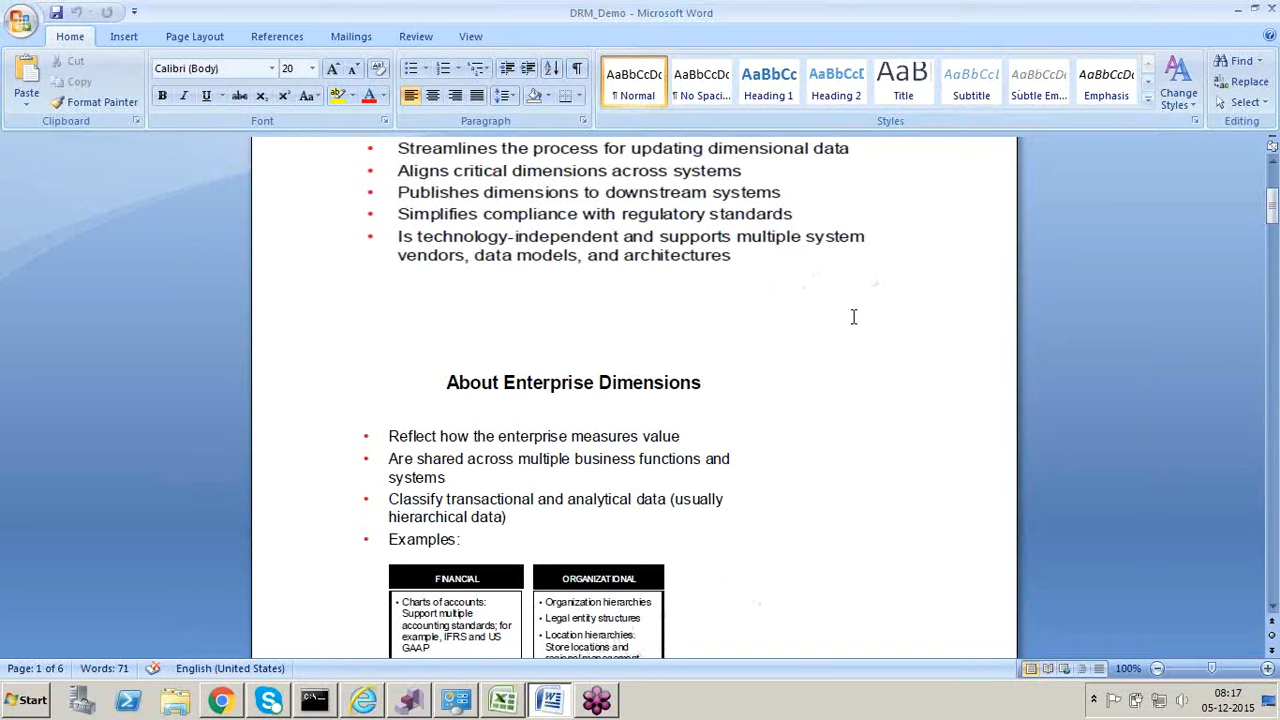 DRM_Demo - Microsoft Word
Home Insert Page Layout References Mailings Review View
Paste
Cut
Copy
Format Painter
Clipboard
Calibri (Body) 20
Font
Paragraph
AaBbCcDc AaBbCcDc AaBbCc AaBbCcD AaB AaBbCcL AaBbCcDc AaBbCcDc
¶ Normal ¶ No Spaci... Heading 1 Heading 2 Title Subtitle Subtle Em... Emphasis
Styles
Change
Styles
Find
Replace
Select
Editing
• Streamlines the process for updating dimensional data
• Aligns critical dimensions across systems
• Publishes dimensions to downstream systems
• Simplifies compliance with regulatory standards
• Is technology-independent and supports multiple system
vendors, data models, and architectures
About Enterprise Dimensions
• Reflect how the enterprise measures value
• Are shared across multiple business functions and
systems
• Classify transactional and analytical data (usually
hierarchical data)
• Examples:
FINANCIAL
• Charts of accounts:
Support multiple
accounting standards; for
example, IFRS and US
GAAP
ORGANIZATIONAL
• Organization hierarchies
• Legal entity structures
• Location hierarchies:
Store locations and
regional management
Page: 1 of 6 Words: 71 English (United States) 100%
Start
08:17
05-12-2015